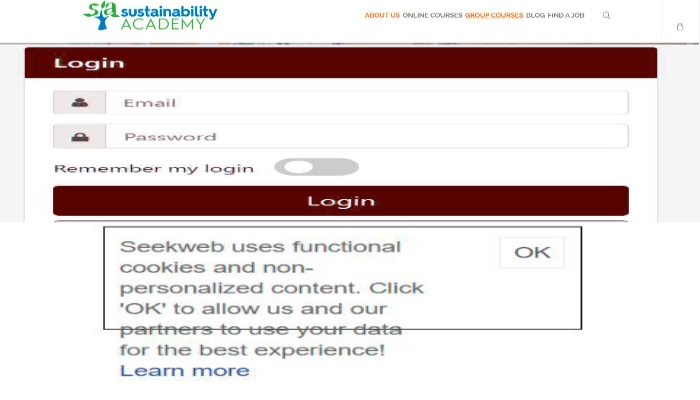 sa sustainability
ACADEMY
ABOUT US ONLINE COURSES GROUP COURSES BLOG FIND A JOB
Login
Email
Password
Remember my login
Login
Seekweb uses functional
cookies and non-
personalized content. Click
'OK' to allow us and our
partners to use your data
for the best experience!
Learn more
OK